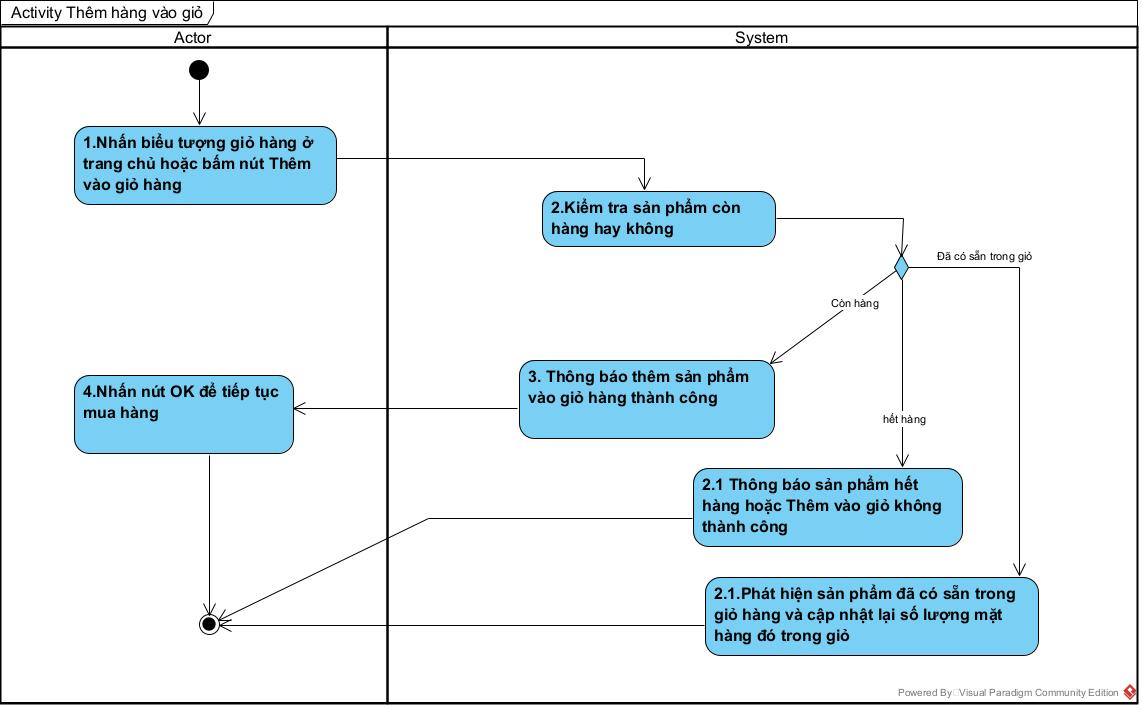 Activity Thêm hàng vào giỏ
Actor
System
1.Nhấn biểu tượng giỏ hàng ở
trang chủ hoặc bấm nút Thêm
vào giỏ hàng
2.Kiểm tra sản phẩm còn
hàng hay không
Đã có sẵn trong giỏ
Còn hàng
3. Thông báo thêm sản phẩm
vào giỏ hàng thành công
4.Nhấn nút OK để tiếp tục
mua hàng
hết hàng
2.1 Thông báo sản phẩm hết
hàng hoặc Thêm vào giỏ không
thành công
2.1.Phát hiện sản phẩm đã có sẵn trong
giỏ hàng và cập nhật lại số lượng mặt
hàng đó trong giỏ
Powered By Visual Paradigm Community Edition